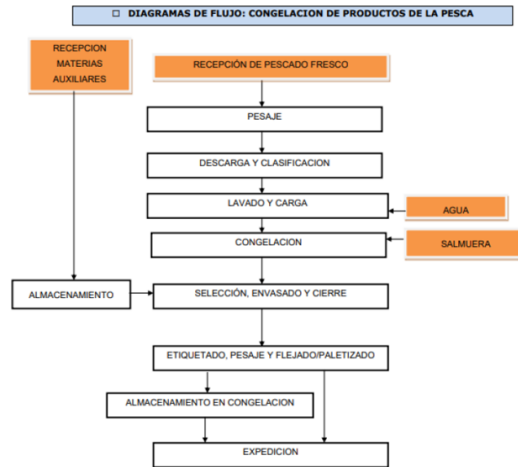 □ DIAGRAMAS DE FLUJO: CONGELACION DE PRODUCTOS DE LA PESCA
RECEPCION
MATERIAS
AUXILIARES
RECEPCIÓN DE PESCADO FRESCO
PESAJE
DESCARGA Y CLASIFICACION
LAVADO Y CARGA
AGUA
CONGELACION
SALMUERA
ALMACENAMIENTO
SELECCIÓN, ENVASADO Y CIERRE
ETIQUETADO, PESAJE Y FLEJADO/PALETIZADO
ALMACENAMIENTO EN CONGELACION
EXPEDICION